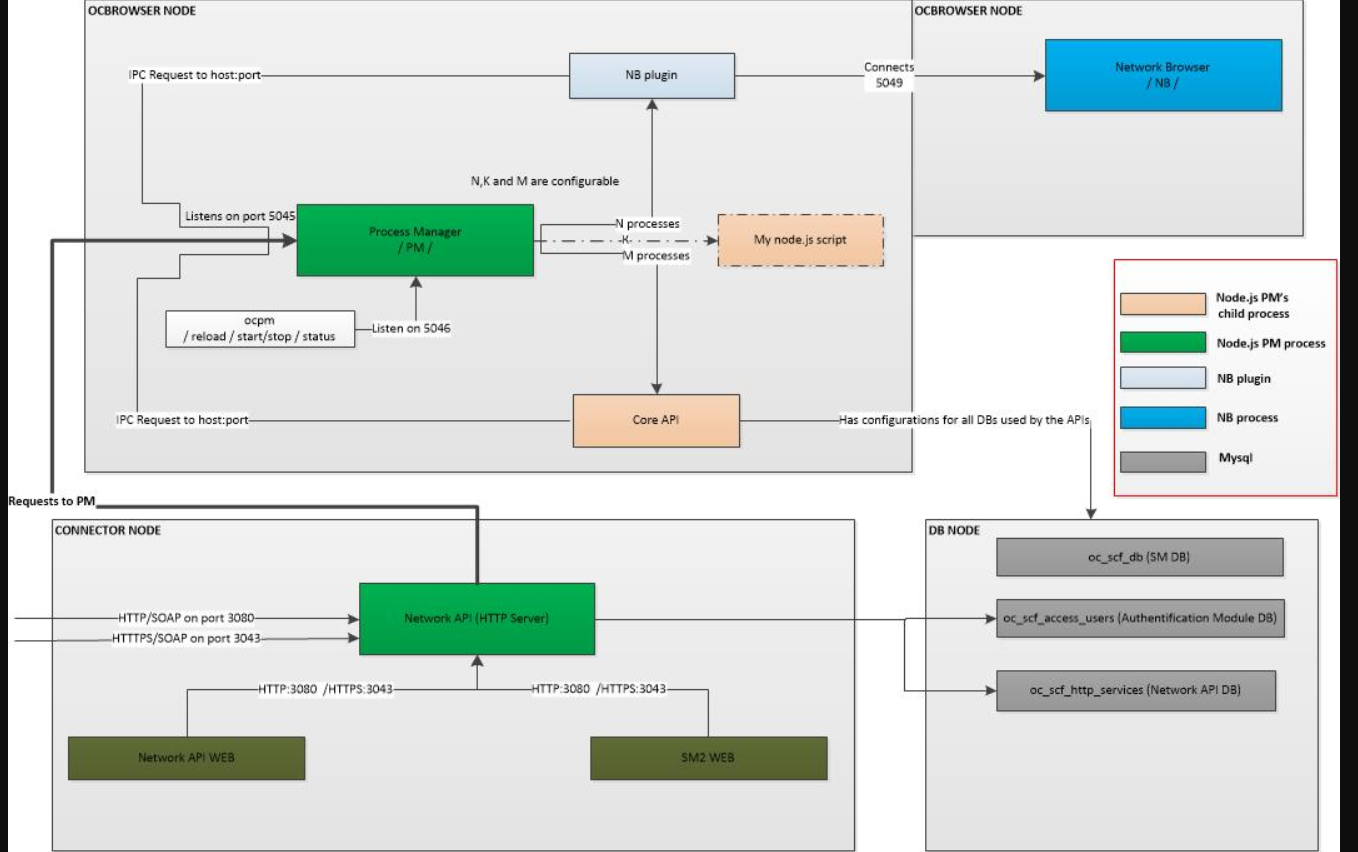 OCBROWSER NODE
OCBROWSER NODE
IPC Request to host:port
NB plugin
Connects
5049
Network Browser
/ NB /
N,K and M are configurable
Listens on port 5045
Process Manager
/ PM /
N processes
K
M processes
My node.js script
ocpm
/ reload / start/stop / status
Listen on 5046
IPC Request to host:port
Core API
Has configurations for all DBs used by the APIs
Node.js PM's
child process
Node.js PM process
NB plugin
NB process
Mysql
Requests to PM
CONNECTOR NODE
HTTP/SOAP on port 3080
HTTTPS/SOAP on port 3043
Network API (HTTP Server)
HTTP:3080 /HTTPS:3043
HTTP:3080 /HTTPS:3043
Network API WEB
SM2 WEB
DB NODE
oc_scf_db (SM DB)
oc_scf_access_users (Authentification Module DB)
oc_scf_http_services (Network API DB)